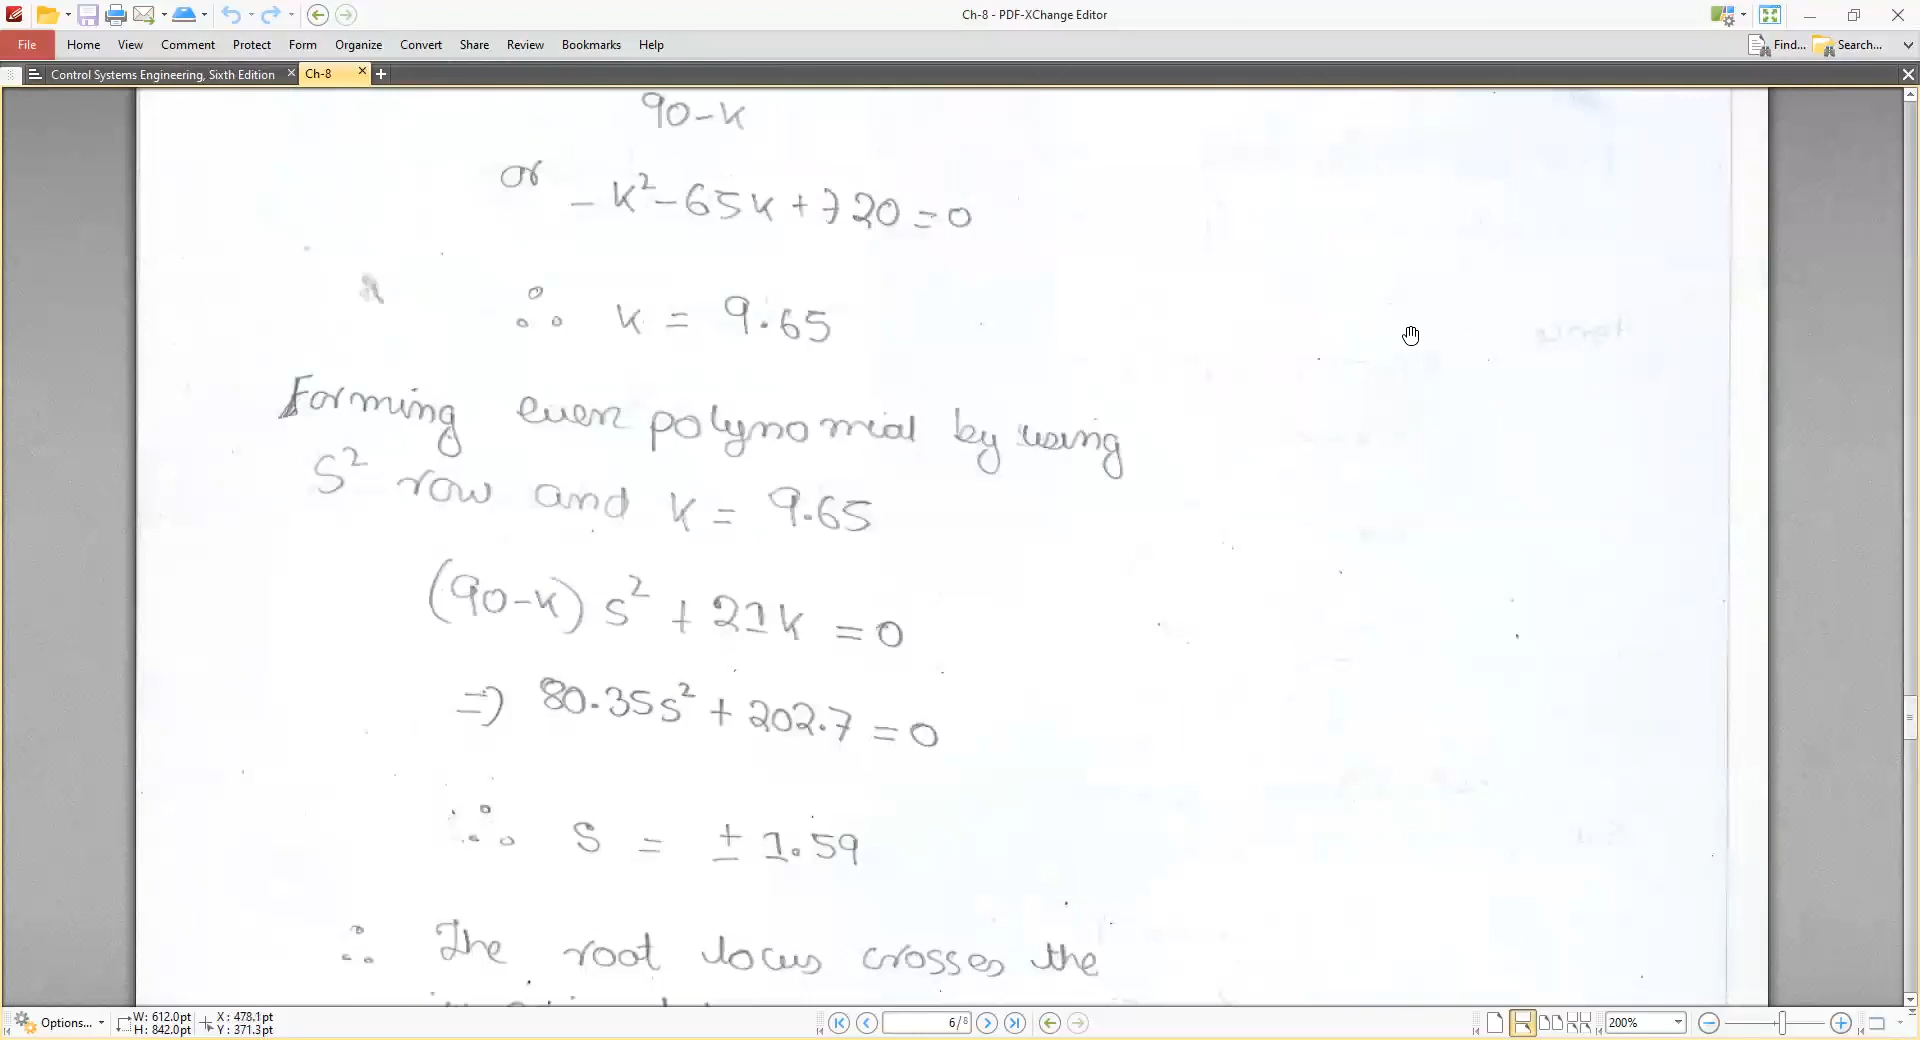 Ch-8 - PDF-XChange Editor
File Home View Comment Protect Form Organize Convert Share Review Bookmarks Help Find... Search...
Control Systems Engineering, Sixth Edition Ch-8
90-K
or -K²-65K+720=0
∴ K = 9.65
Forming even polynomial by using
S² row and K = 9.65
(90-K) S² + 21K = 0
=> 80.35S² + 202.7 = 0
∴ S = ± 1.59
∴ The root locus crosses the
Options... W: 612.0pt H: 842.0pt X: 478.1pt Y: 371.3pt 6/8 200%